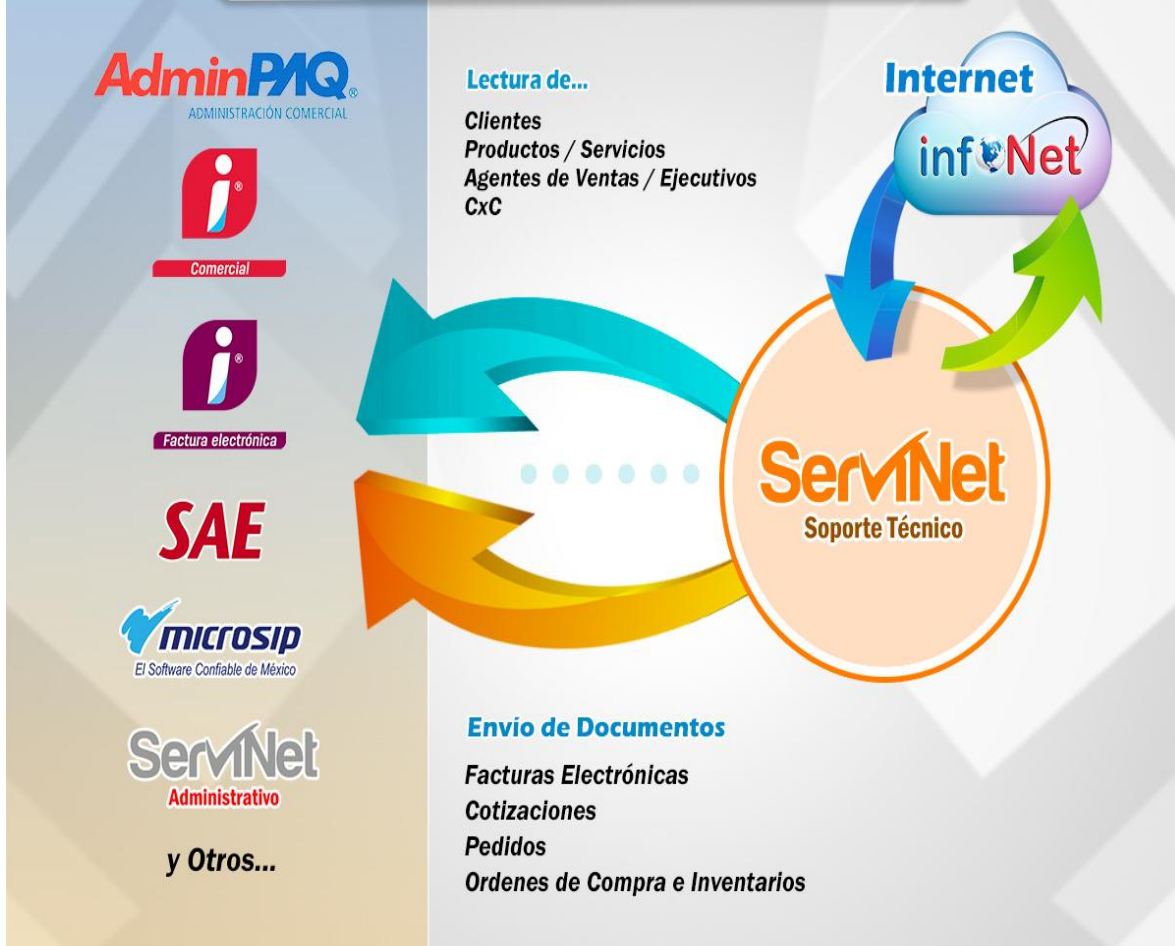 AdminPAQ®
ADMINISTRACIÓN COMERCIAL
i®
Comercial
i®
Factura electrónica
SAE
microsip
El Software Confiable de México
ServiNet
Administrativo
y Otros...
Lectura de...
Clientes
Productos / Servicios
Agentes de Ventas / Ejecutivos
CxC
Internet
infoNet
ServiNet
Soporte Técnico
Envío de Documentos
Facturas Electrónicas
Cotizaciones
Pedidos
Ordenes de Compra e Inventarios